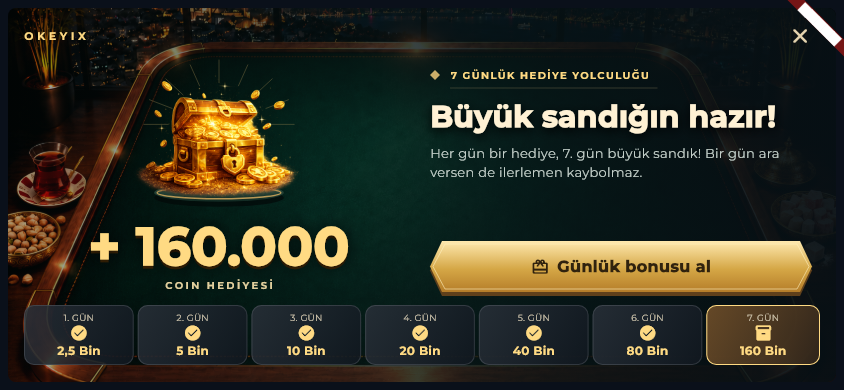 OKEYIX
7 GÜNLÜK HEDİYE YOLCULUĞU
Büyük sandığın hazır!
Her gün bir hediye, 7. gün büyük sandık! Bir gün ara
versen de ilerlemen kaybolmaz.
+ 160.000
COIN HEDİYESİ
Günlük bonusu al
1. GÜN
2,5 Bin
2. GÜN
5 Bin
3. GÜN
10 Bin
4. GÜN
20 Bin
5. GÜN
40 Bin
6. GÜN
80 Bin
7. GÜN
160 Bin